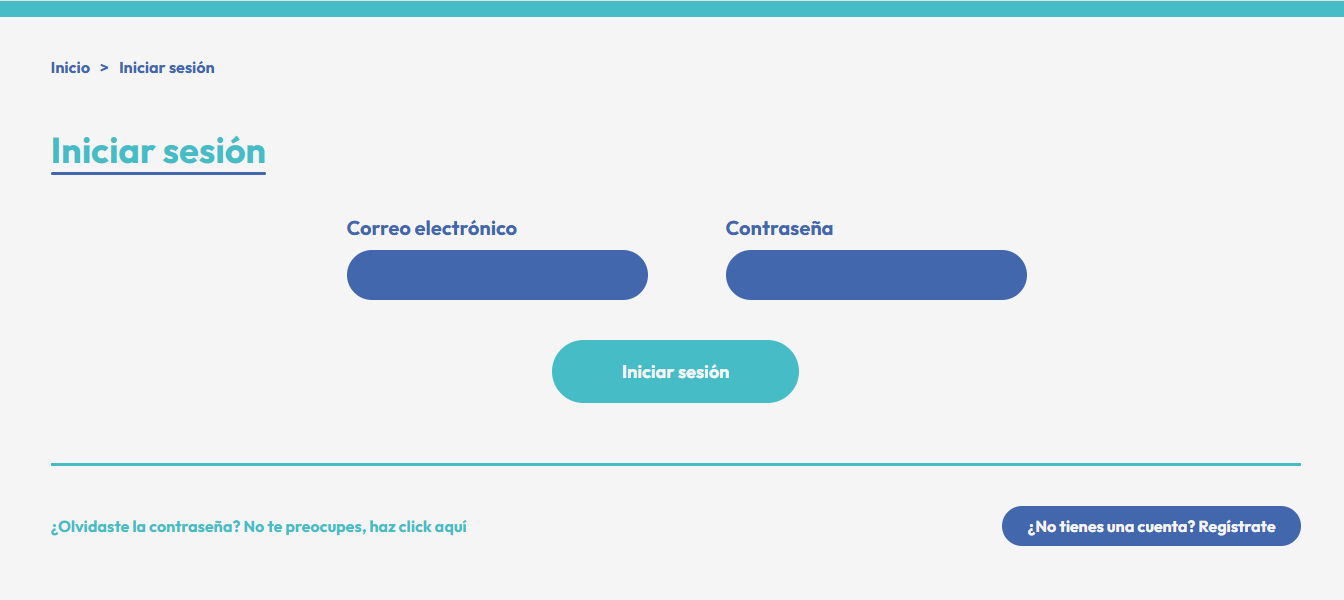 Inicio > Iniciar sesión
Iniciar sesión
Correo electrónico
Contraseña
Iniciar sesión
¿Olvidaste la contraseña? No te preocupes, haz click aquí
¿No tienes una cuenta? Regístrate